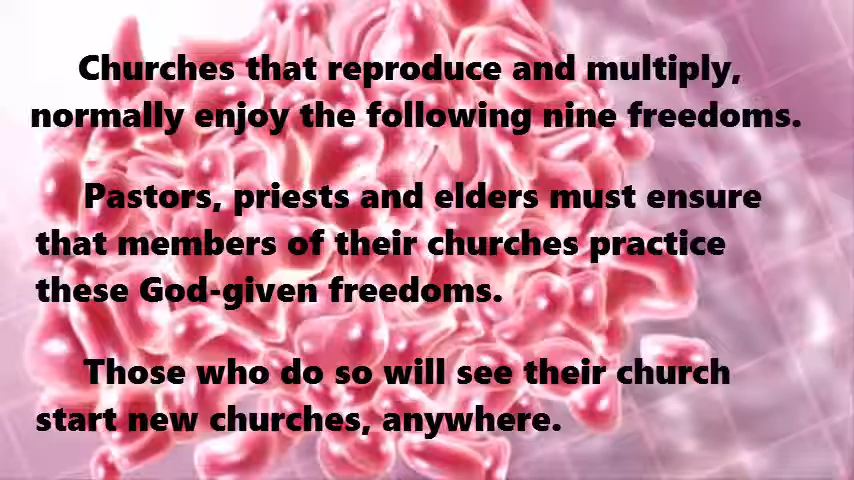 Churches that reproduce and multiply,
normally enjoy the following nine freedoms.
Pastors, priests and elders must ensure
that members of their churches practice
these God-given freedoms.
Those who do so will see their church
start new churches, anywhere.